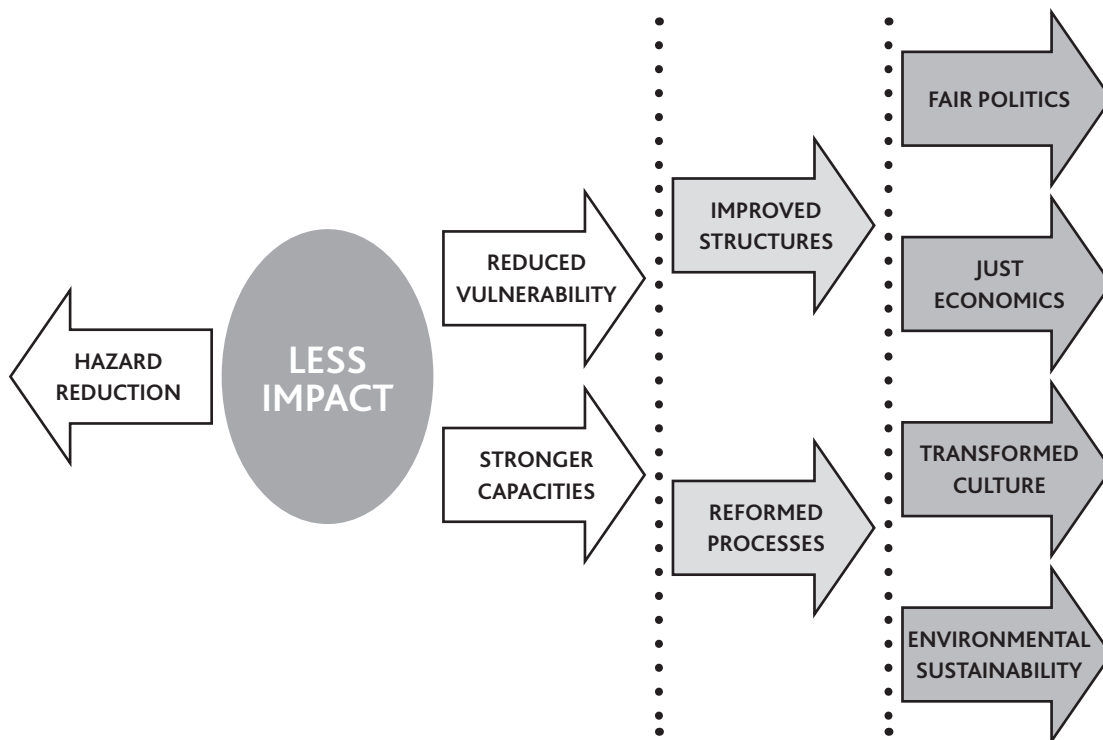 HAZARD
REDUCTION
LESS
IMPACT
REDUCED
VULNERABILITY
STRONGER
CAPACITIES
IMPROVED
STRUCTURES
REFORMED
PROCESSES
FAIR POLITICS
JUST
ECONOMICS
TRANSFORMED
CULTURE
ENVIRONMENTAL
SUSTAINABILITY